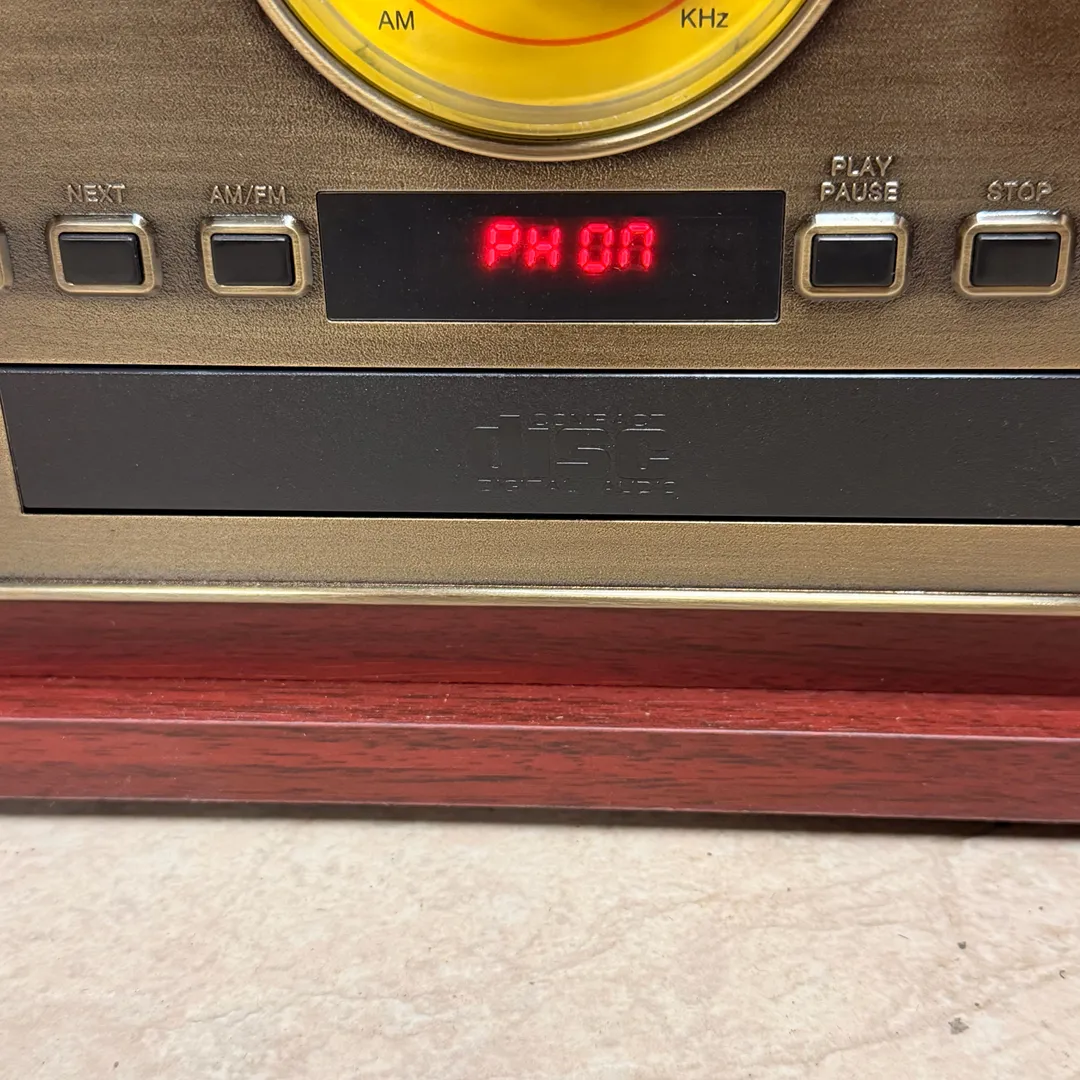 AM KHz
NEXT AM/FM PLAY PAUSE STOP
PH ON
COMPACT
disc
DIGITAL AUDIO